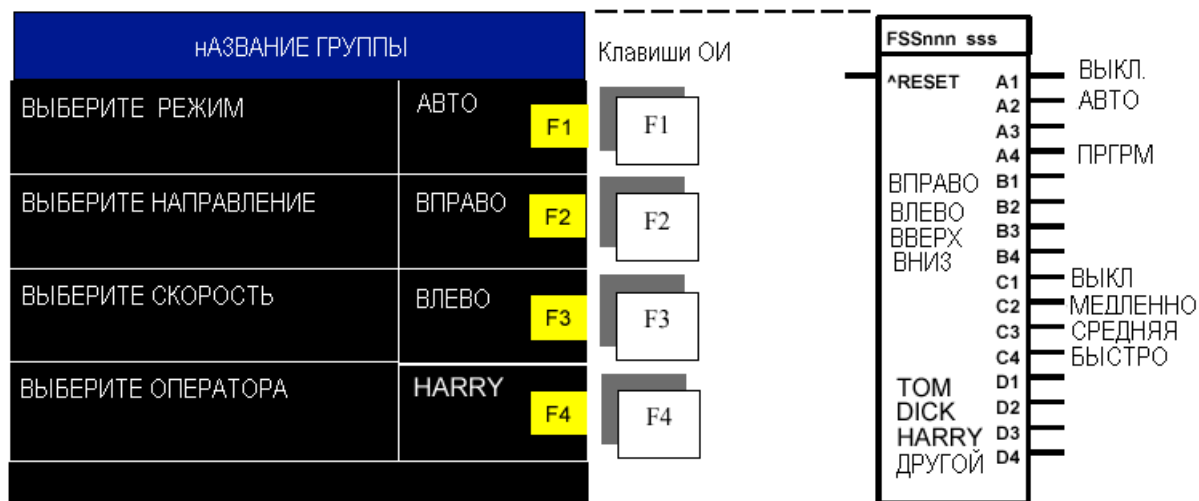 нАЗВАНИЕ ГРУППЫ
Клавиши ОИ
ВЫБЕРИТЕ РЕЖИМ
АВТО
F1
F1
ВЫБЕРИТЕ НАПРАВЛЕНИЕ
ВПРАВО
F2
F2
ВЫБЕРИТЕ СКОРОСТЬ
ВЛЕВО
F3
F3
ВЫБЕРИТЕ ОПЕРАТОРА
HARRY
F4
F4
FSSnnn sss
^RESET
A1
ВЫКЛ.
A2
АВТО
A3
A4
ПРГРМ
ВПРАВО
B1
ВЛЕВО
B2
ВВЕРХ
B3
ВНИЗ
B4
C1
ВЫКЛ
C2
МЕДЛЕННО
C3
СРЕДНЯЯ
C4
БЫСТРО
TOM
D1
DICK
D2
HARRY
D3
ДРУГОЙ
D4